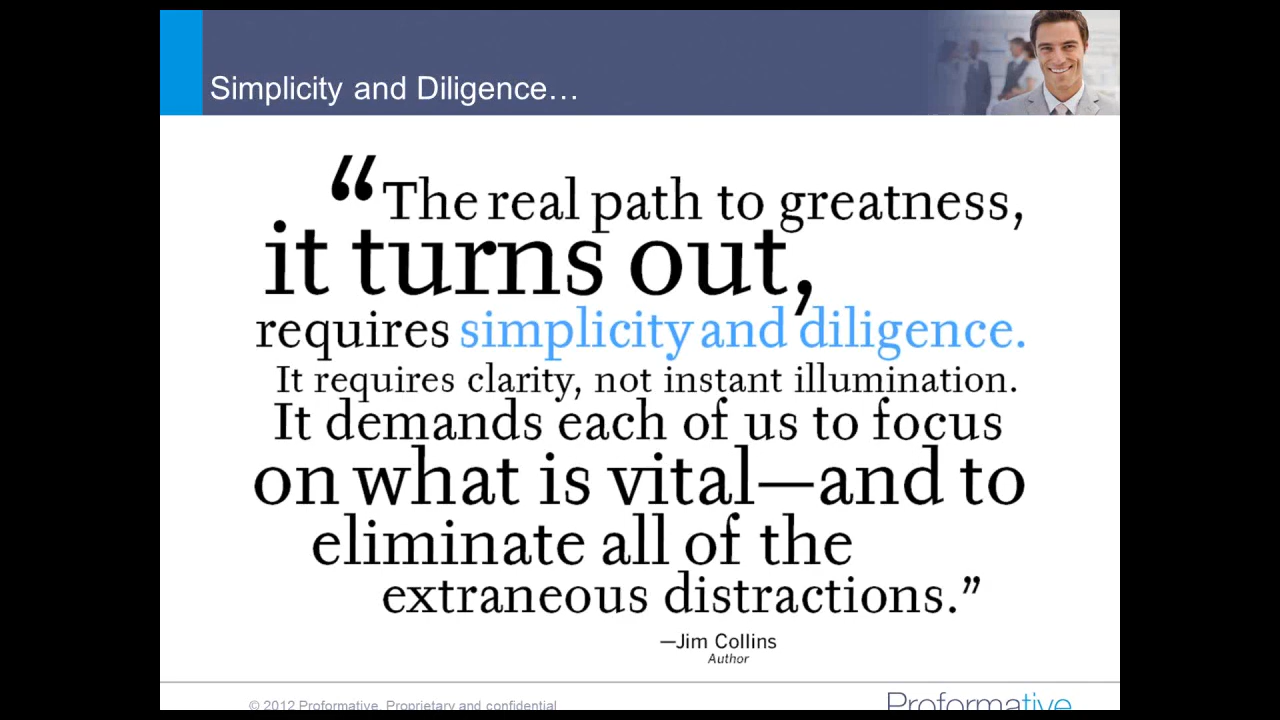 Simplicity and Diligence…
“The real path to greatness,
it turns out,
requires simplicity and diligence.
It requires clarity, not instant illumination.
It demands each of us to focus
on what is vital—and to
eliminate all of the
extraneous distractions.”
—Jim Collins
Author
© 2012 Proformative. Proprietary and confidential
Proformative